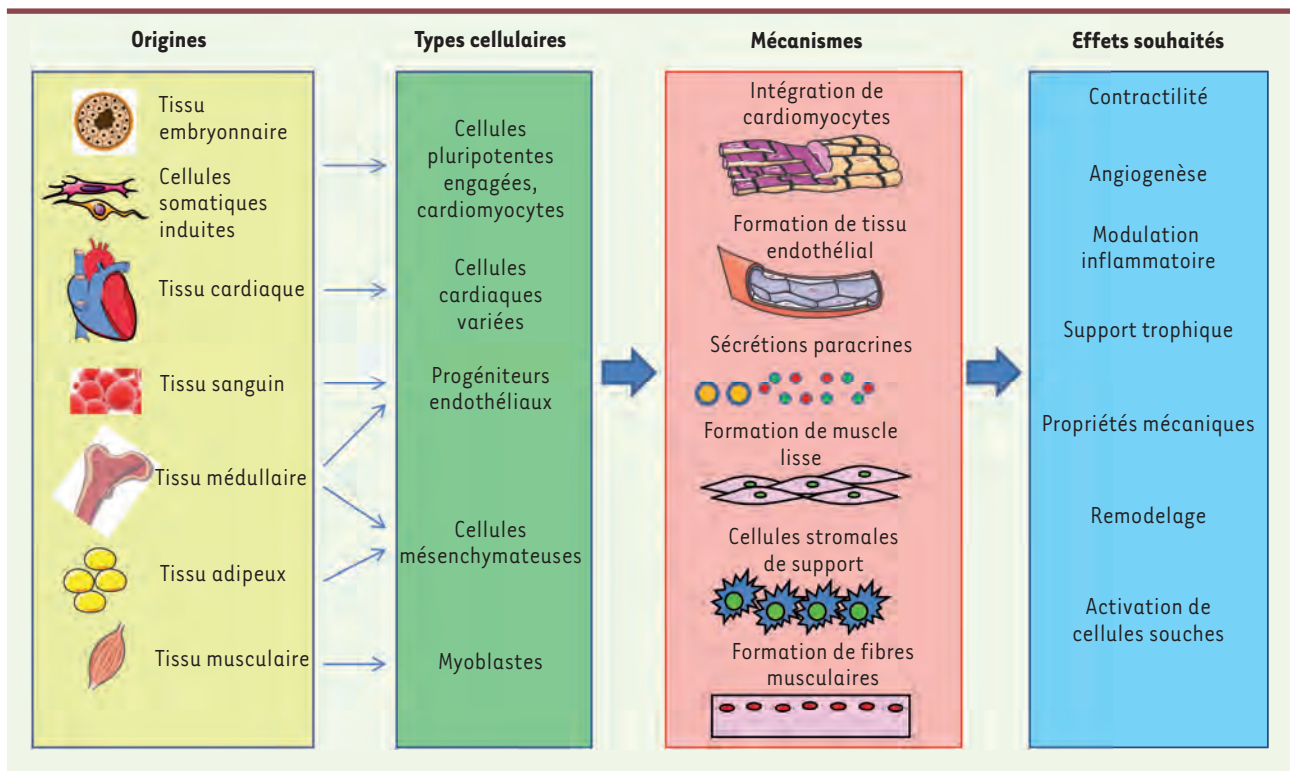 Origines
Types cellulaires
Mécanismes
Effets souhaités
Tissu
embryonnaire
Cellules
somatiques
induites
Tissu cardiaque
Tissu sanguin
Tissu médullaire
Tissu adipeux
Tissu musculaire
Cellules
pluripotentes
engagées,
cardiomyocytes
Cellules
cardiaques
variées
Progéniteurs
endothéliaux
Cellules
mésenchymateuses
Myoblastes
Intégration de
cardiomyocytes
Formation de tissu
endothélial
Sécrétions paracrines
Formation de muscle
lisse
Cellules stromales
de support
Formation de fibres
musculaires
Contractilité
Angiogenèse
Modulation
inflammatoire
Support trophique
Propriétés mécaniques
Remodelage
Activation de
cellules souches